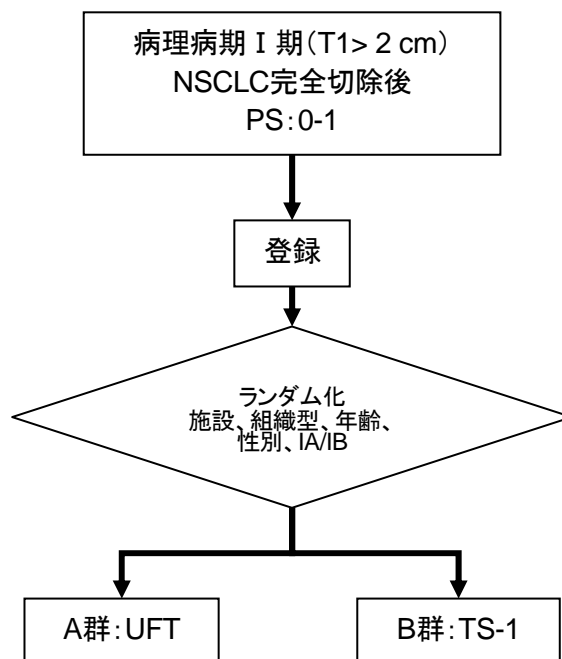 病理病期Ⅰ期(T1> 2 cm)
NSCLC完全切除後
PS:0-1
登録
ランダム化
施設、組織型、年齢、
性別、IA/IB
A群:UFT
B群:TS-1